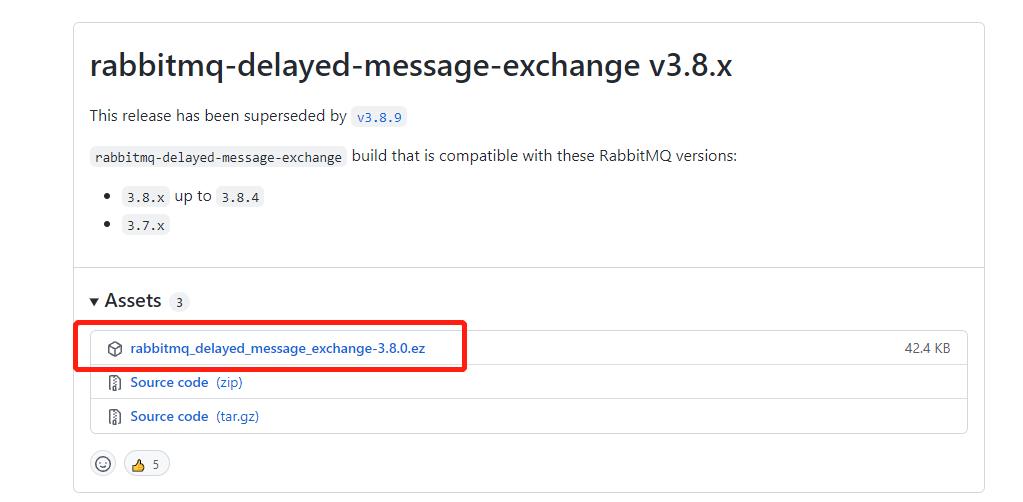 rabbitmq-delayed-message-exchange v3.8.x
This release has been superseded by v3.8.9
rabbitmq-delayed-message-exchange build that is compatible with these RabbitMQ versions:
3.8.x up to 3.8.4
3.7.x
Assets 3
rabbitmq_delayed_message_exchange-3.8.0.ez 42.4 KB
Source code (zip)
Source code (tar.gz)
5